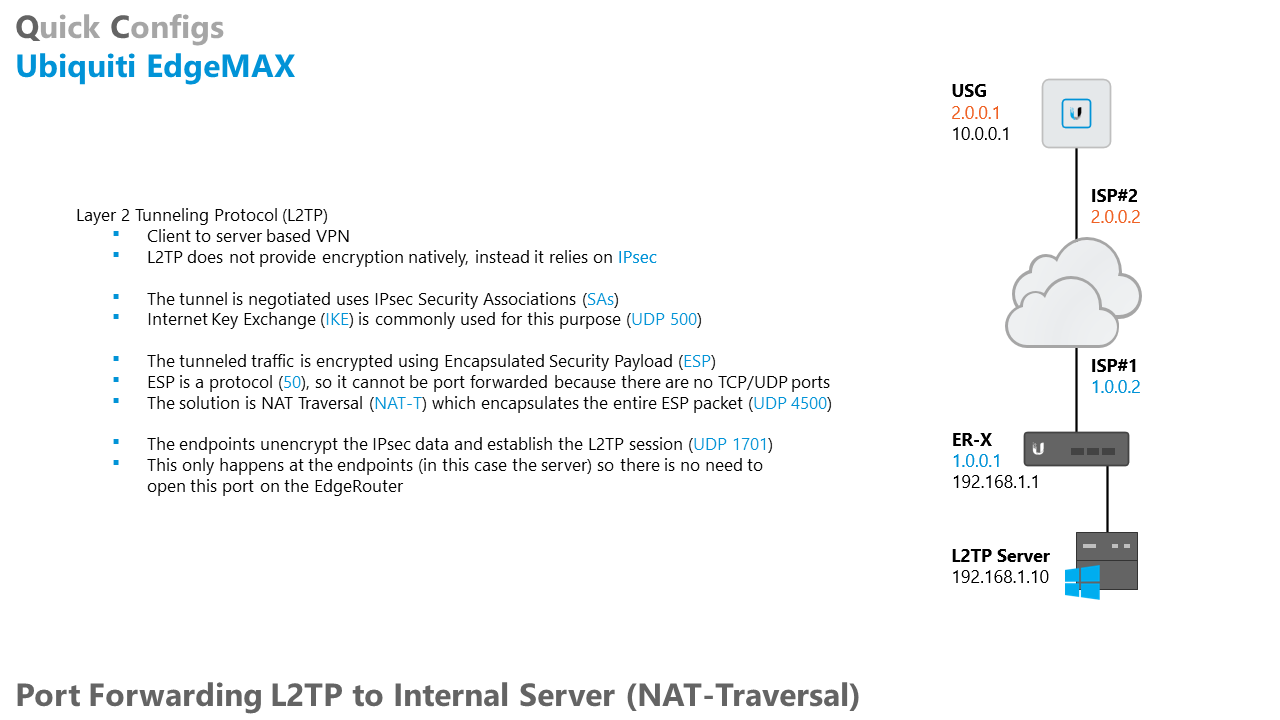 Quick Configs
Ubiquiti EdgeMAX
USG
2.0.0.1
10.0.0.1
ISP#2
2.0.0.2
Layer 2 Tunneling Protocol (L2TP)
Client to server based VPN
L2TP does not provide encryption natively, instead it relies on IPsec
The tunnel is negotiated uses IPsec Security Associations (SAs)
Internet Key Exchange (IKE) is commonly used for this purpose (UDP 500)
The tunneled traffic is encrypted using Encapsulated Security Payload (ESP)
ESP is a protocol (50), so it cannot be port forwarded because there are no TCP/UDP ports
The solution is NAT Traversal (NAT-T) which encapsulates the entire ESP packet (UDP 4500)
The endpoints unencrypt the IPsec data and establish the L2TP session (UDP 1701)
This only happens at the endpoints (in this case the server) so there is no need to
open this port on the EdgeRouter
ISP#1
1.0.0.2
ER-X
1.0.0.1
192.168.1.1
L2TP Server
192.168.1.10
Port Forwarding L2TP to Internal Server (NAT-Traversal)